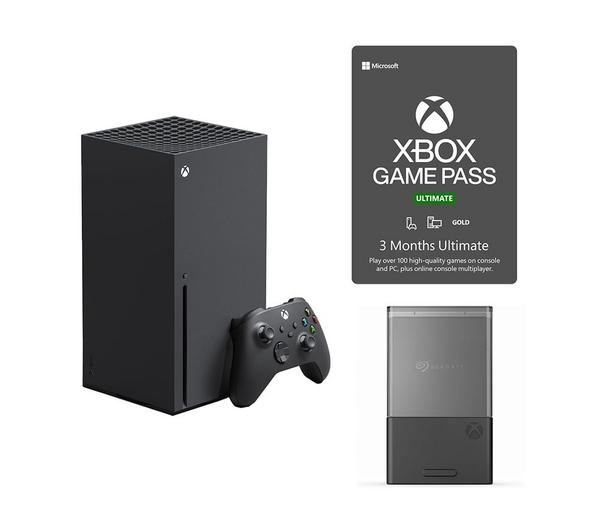 Microsoft
XBOX
GAME PASS
ULTIMATE
GOLD
3 Months Ultimate
Play over 100 high-quality games on console
and PC, plus online console multiplayer.
SEAGATE